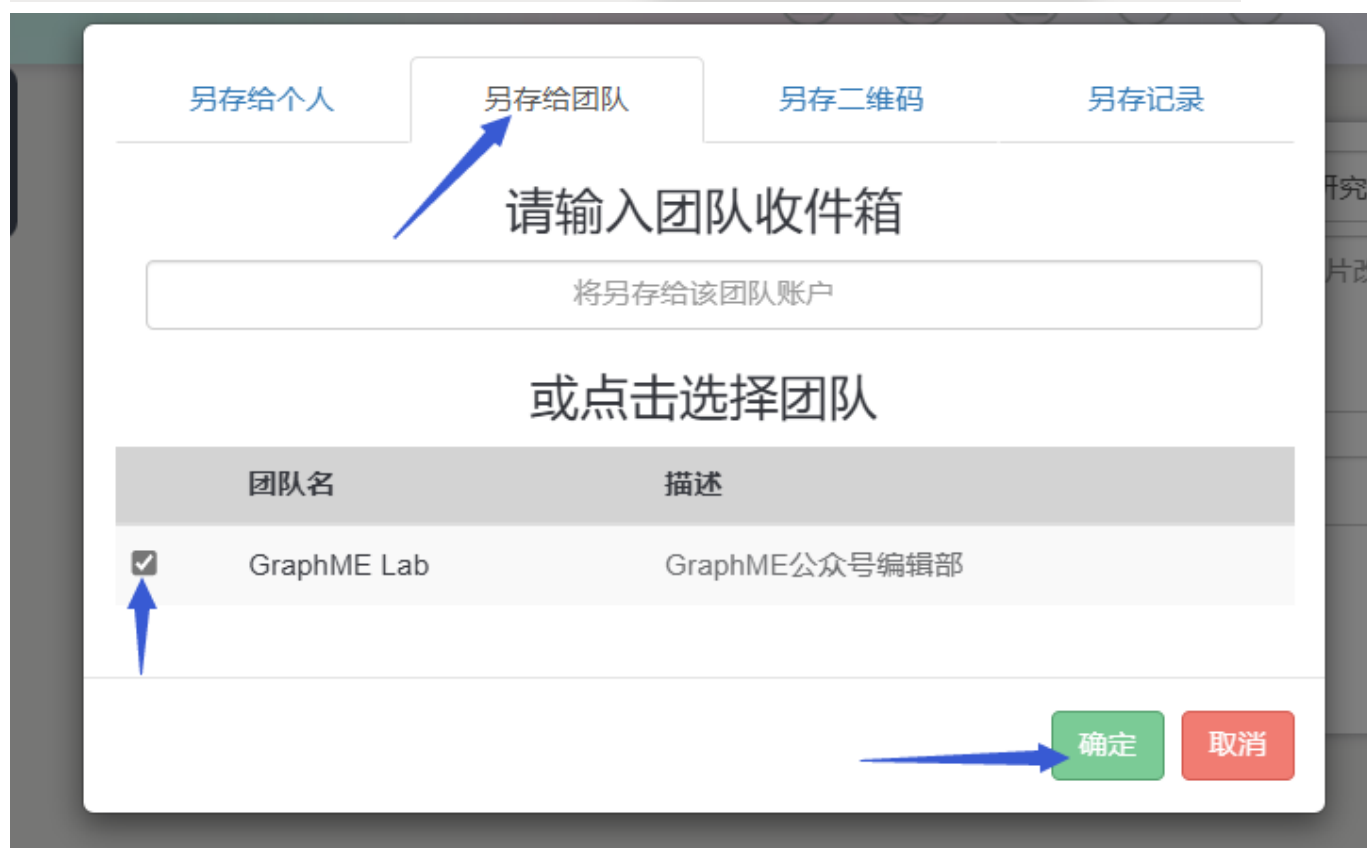 另存给个人 另存给团队 另存二维码 另存记录
请输入团队收件箱
将另存给该团队账户
或点击选择团队
团队名 描述
GraphME Lab GraphME公众号编辑部
确定 取消